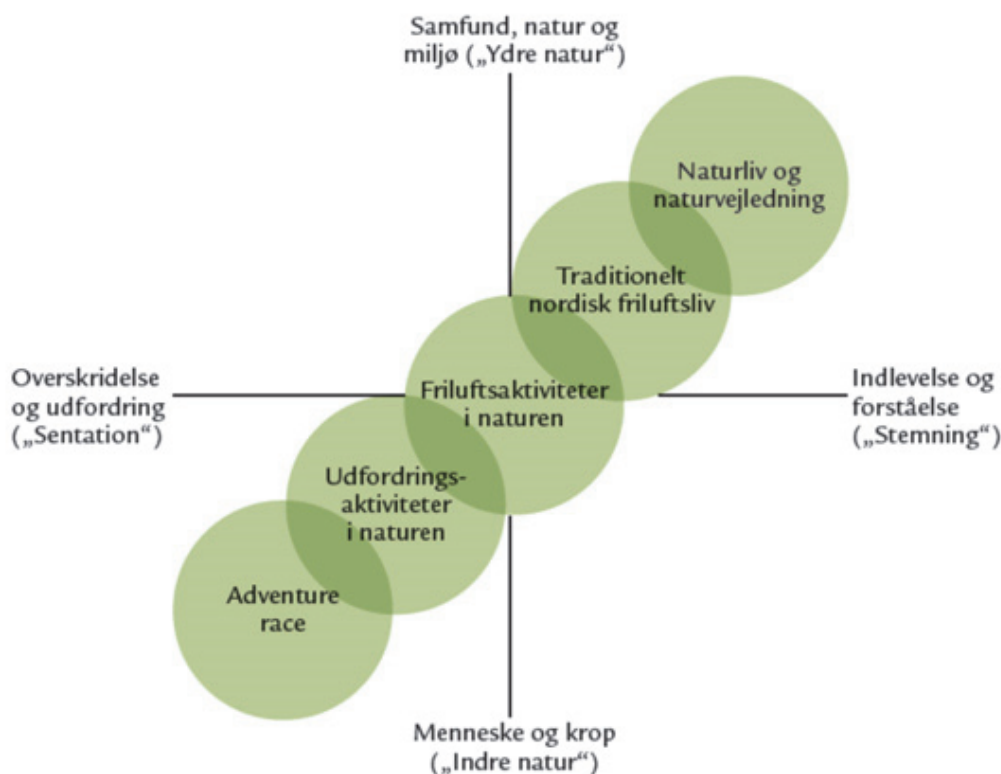 Samfund, natur og
miljø („Ydre natur“)
Naturliv og
naturvejledning
Traditionelt
nordisk friluftsliv
Overskridelse
og udfordring
(„Sentation“)
Friluftsaktiviteter
i naturen
Indlevelse og
forståelse
(„Stemning“)
Udfordrings-
aktiviteter
i naturen
Adventure
race
Menneske og krop
(„Indre natur“)